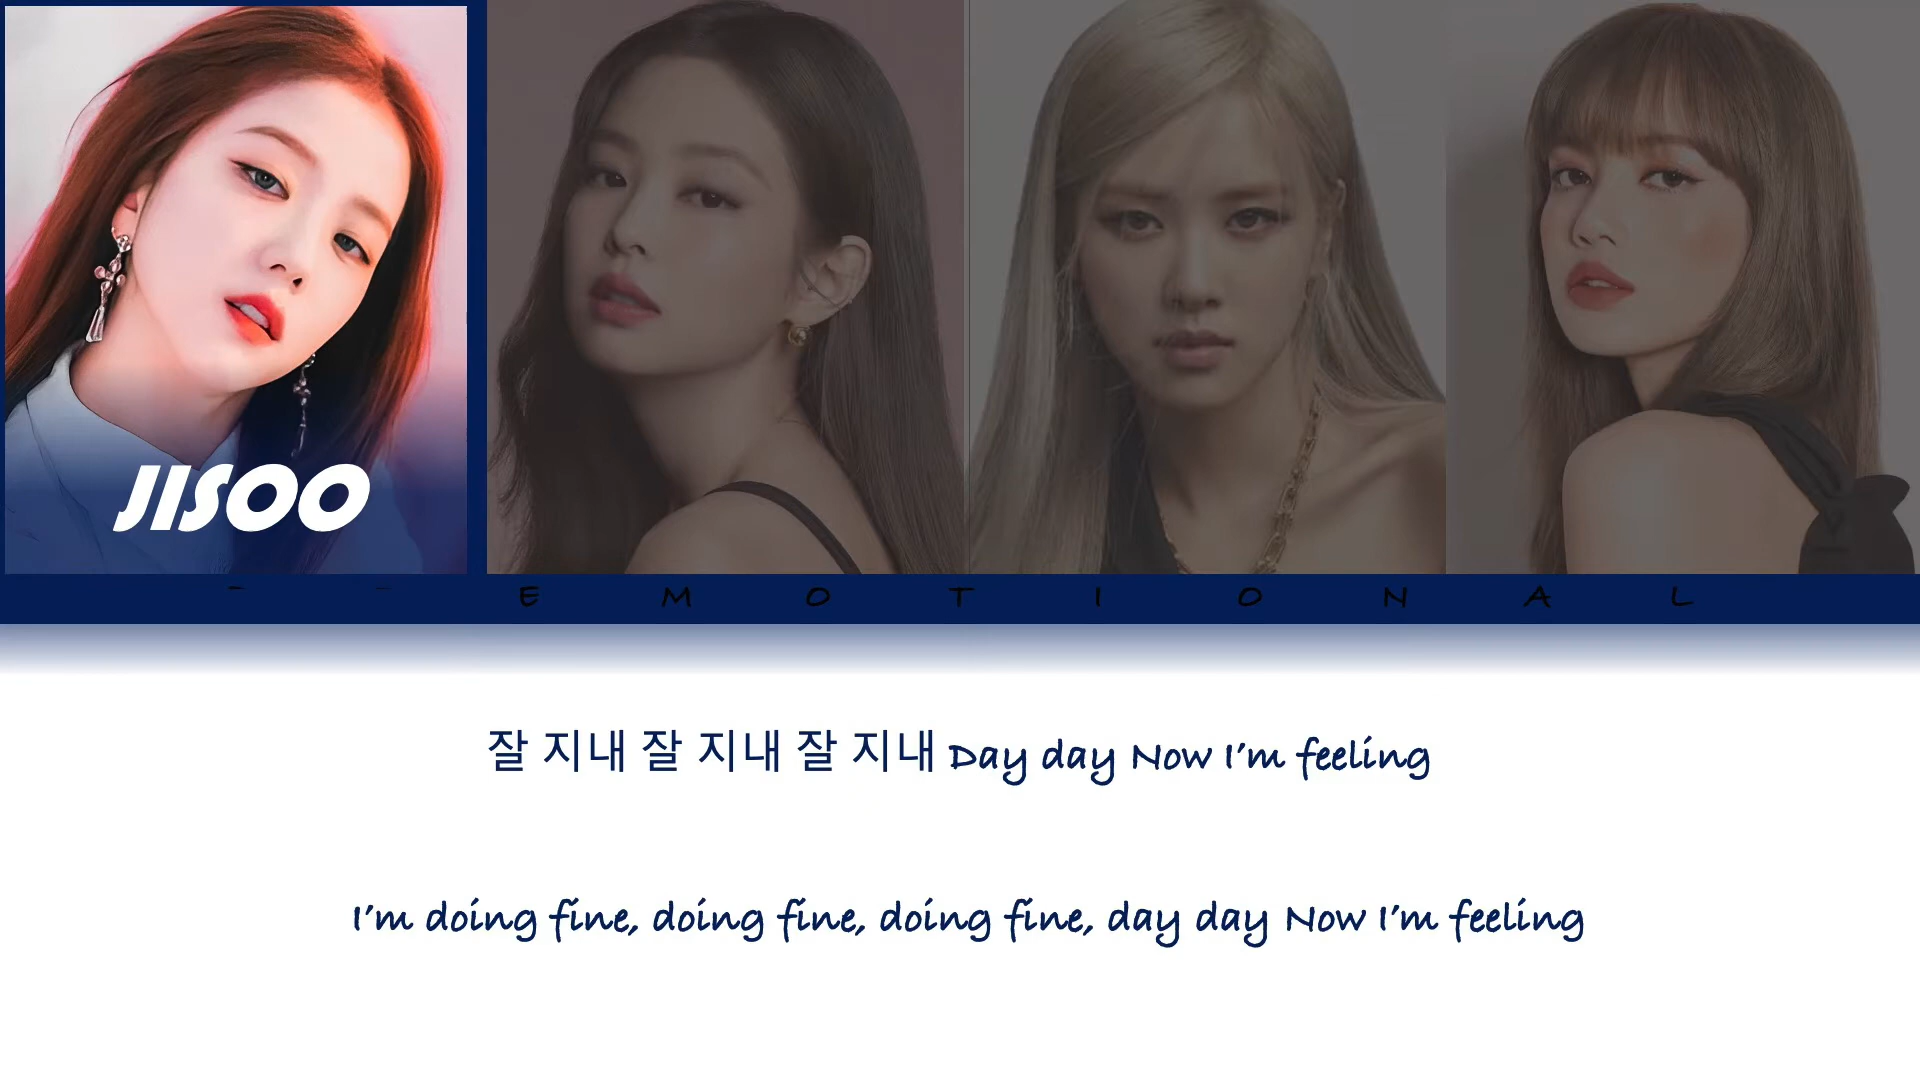 JISOO
EMOTIONAL
잘 지내 잘 지내 잘 지내 Day day Now I'm feeling
I'm doing fine, doing fine, doing fine, day day Now I'm feeling